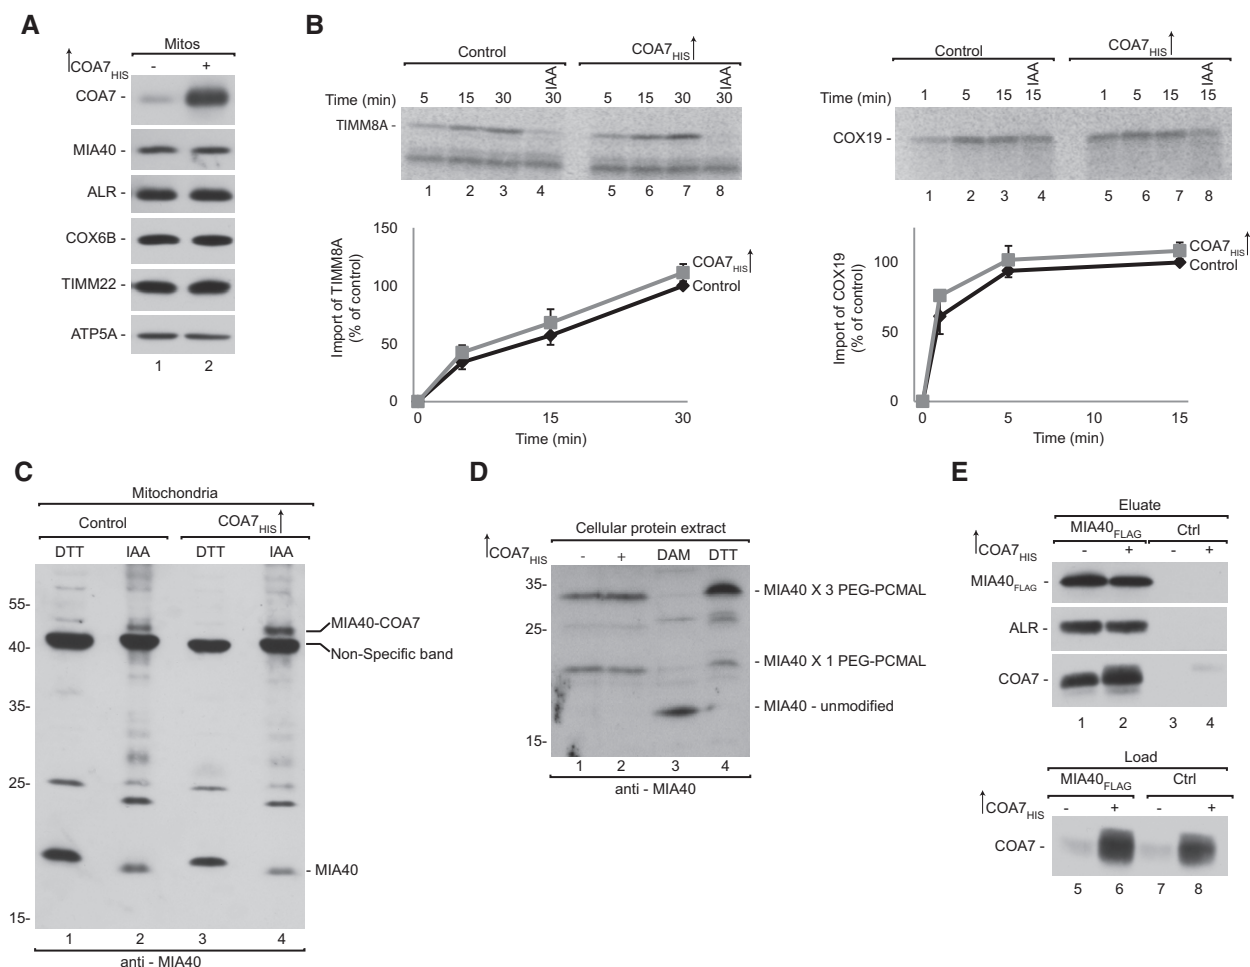 A
Mitos
↑COA7HIS - +
COA7 -
MIA40 -
ALR -
COX6B -
TIMM22 -
ATP5A -
1 2
B
Control COA7HIS↑
Time (min) 5 15 30 IAA 30 5 15 30 IAA 30
TIMM8A -
1 2 3 4 5 6 7 8
Import of TIMM8A
(% of control)
150
100
50
0
COA7HIS↑
Control
0 15 30
Time (min)
Control COA7HIS↑
Time (min) 1 5 15 IAA 15 1 5 15 IAA 15
COX19 -
1 2 3 4 5 6 7 8
Import of COX19
(% of control)
100
50
0
COA7HIS↑
Control
0 5 10 15
Time (min)
C
Mitochondria
Control COA7HIS↑
DTT IAA DTT IAA
55-
40-
35-
25-
15-
MIA40-COA7
Non-Specific band
- MIA40
1 2 3 4
anti - MIA40
D
Cellular protein extract
↑COA7HIS - + DAM DTT
35-
25-
15-
- MIA40 X 3 PEG-PCMAL
- MIA40 X 1 PEG-PCMAL
- MIA40 - unmodified
1 2 3 4
anti - MIA40
E
Eluate
MIA40FLAG Ctrl
↑COA7HIS - + - +
MIA40FLAG -
ALR -
COA7 -
1 2 3 4
Load
MIA40FLAG Ctrl
↑COA7HIS - + - +
COA7 -
5 6 7 8